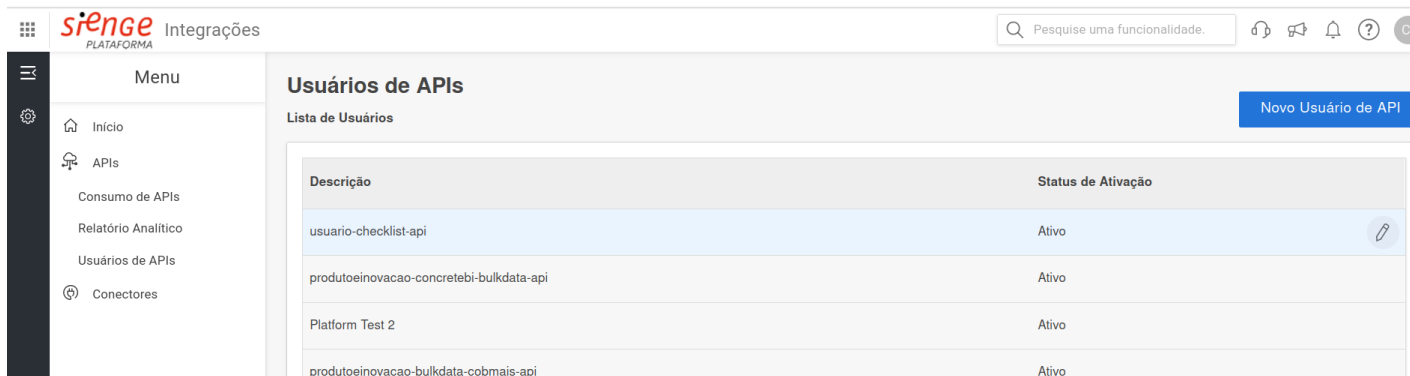 sienge
PLATAFORMA
Integrações
Pesquise uma funcionalidade.
?
C
Menu
Início
APIs
Consumo de APIs
Relatório Analítico
Usuários de APIs
Conectores
Usuários de APIs
Lista de Usuários
Novo Usuário de API
Descrição Status de Ativação
usuario-checklist-api Ativo
produtoeinovacao-concretebi-bulkdata-api Ativo
Platform Test 2 Ativo
produtoeinovacao-bulkdata-cobmais-api Ativo